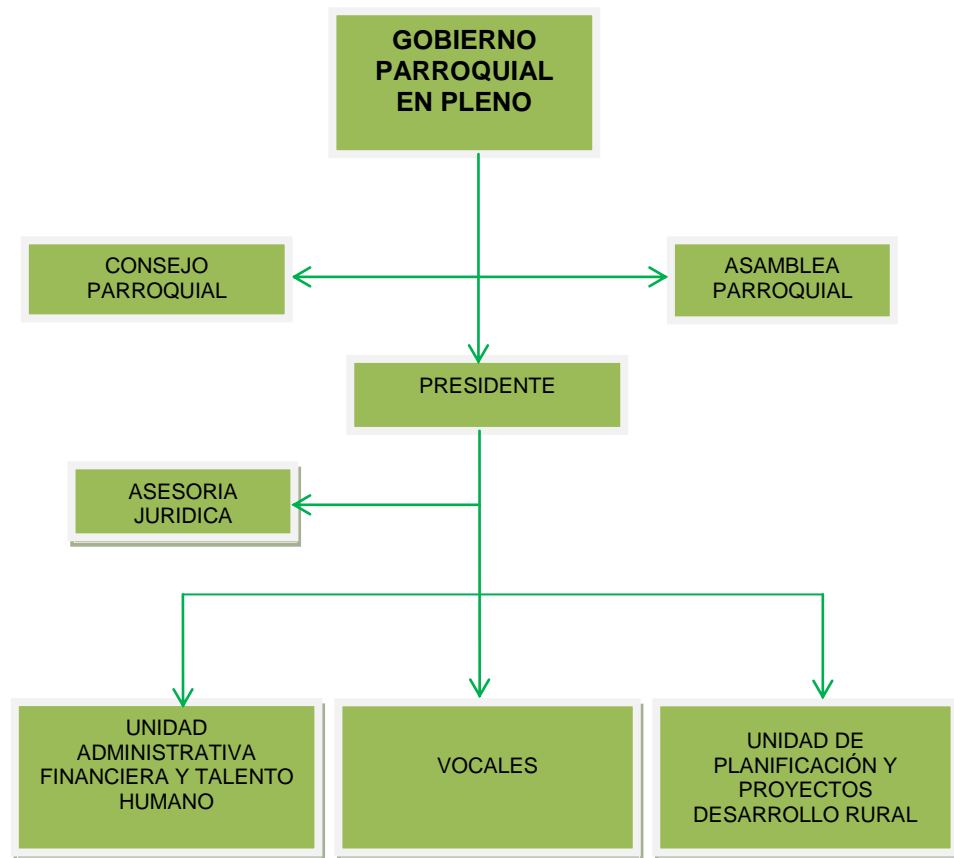 GOBIERNO
PARROQUIAL
EN PLENO
CONSEJO
PARROQUIAL
ASAMBLEA
PARROQUIAL
PRESIDENTE
ASESORIA
JURIDICA
UNIDAD
ADMINISTRATIVA
FINANCIERA Y TALENTO
HUMANO
VOCALES
UNIDAD DE
PLANIFICACIÓN Y
PROYECTOS
DESARROLLO RURAL